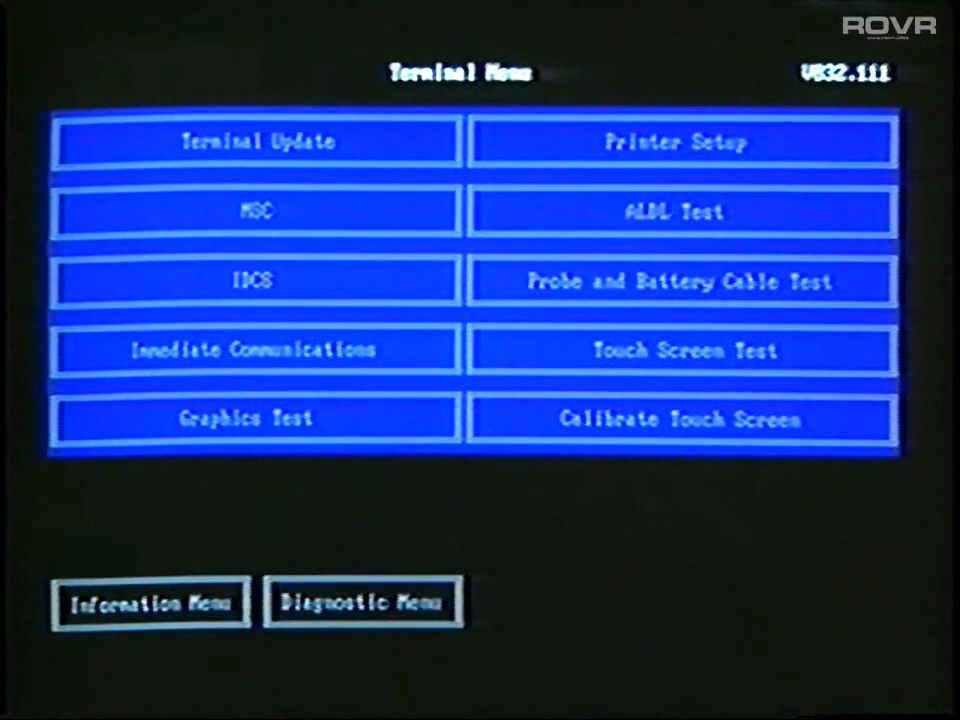 ROVR
Terminal Menu
V832.111
Terminal Update
Printer Setup
MSC
ALDL Test
IDCS
Probe and Battery Cable Test
Immediate Communications
Touch Screen Test
Graphics Test
Calibrate Touch Screen
Information Menu
Diagnostic Menu